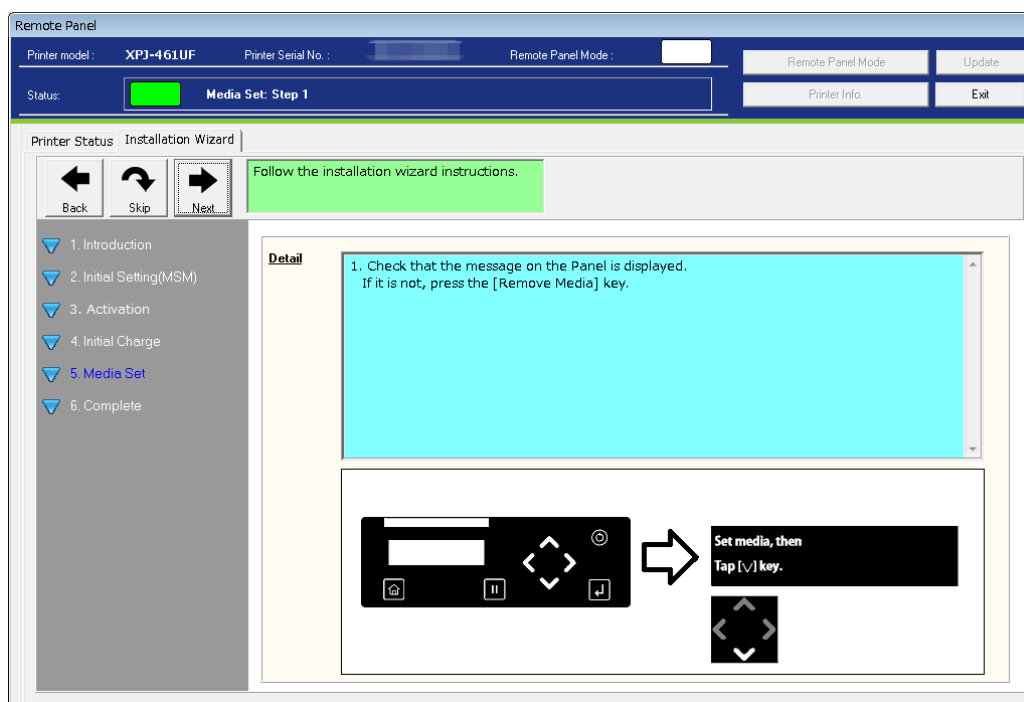 Remote Panel
Printer model : XPJ-461UF Printer Serial No. : Remote Panel Mode :
Remote Panel Mode Update
Status: Media Set: Step 1
Printer Info. Exit
Printer Status Installation Wizard
Back Skip Next
Follow the installation wizard instructions.
1. Introduction
2. Initial Setting(MSM)
3. Activation
4. Initial Charge
5. Media Set
6. Complete
Detail
1. Check that the message on the Panel is displayed.
If it is not, press the [Remove Media] key.
Set media, then
Tap [∨] key.